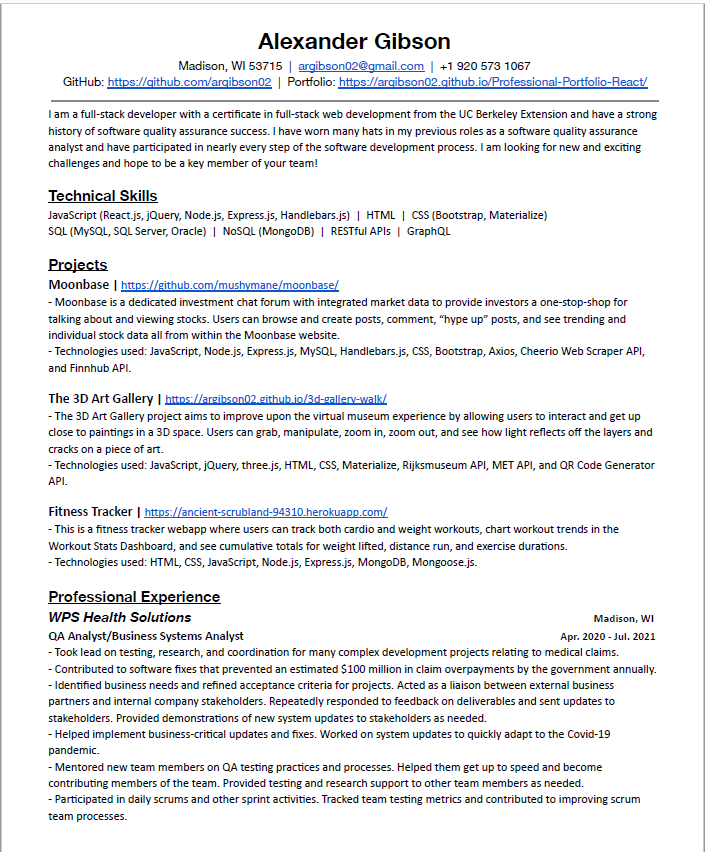 Alexander Gibson
Madison, WI 53715 | argibson02@gmail.com | +1 920 573 1067
GitHub: https://github.com/argibson02 | Portfolio: https://argibson02.github.io/Professional-Portfolio-React/
I am a full-stack developer with a certificate in full-stack web development from the UC Berkeley Extension and have a strong
history of software quality assurance success. I have worn many hats in my previous roles as a software quality assurance
analyst and have participated in nearly every step of the software development process. I am looking for new and exciting
challenges and hope to be a key member of your team!
Technical Skills
JavaScript (React.js, jQuery, Node.js, Express.js, Handlebars.js) | HTML | CSS (Bootstrap, Materialize)
SQL (MySQL, SQL Server, Oracle) | NoSQL (MongoDB) | RESTful APIs | GraphQL
Projects
Moonbase | https://github.com/mushymane/moonbase/
- Moonbase is a dedicated investment chat forum with integrated market data to provide investors a one-stop-shop for
talking about and viewing stocks. Users can browse and create posts, comment, “hype up” posts, and see trending and
individual stock data all from within the Moonbase website.
- Technologies used: JavaScript, Node.js, Express.js, MySQL, Handlebars.js, CSS, Bootstrap, Axios, Cheerio Web Scraper API,
and Finnhub API.
The 3D Art Gallery | https://argibson02.github.io/3d-gallery-walk/
- The 3D Art Gallery project aims to improve upon the virtual museum experience by allowing users to interact and get up
close to paintings in a 3D space. Users can grab, manipulate, zoom in, zoom out, and see how light reflects off the layers and
cracks on a piece of art.
- Technologies used: JavaScript, jQuery, three.js, HTML, CSS, Materialize, Rijksmuseum API, MET API, and QR Code Generator
API.
Fitness Tracker | https://ancient-scrubland-94310.herokuapp.com/
- This is a fitness tracker webapp where users can track both cardio and weight workouts, chart workout trends in the
Workout Stats Dashboard, and see cumulative totals for weight lifted, distance run, and exercise durations.
- Technologies used: HTML, CSS, JavaScript, Node.js, Express.js, MongoDB, Mongoose.js.
Professional Experience
WPS Health Solutions Madison, WI
QA Analyst/Business Systems Analyst Apr. 2020 - Jul. 2021
- Took lead on testing, research, and coordination for many complex development projects relating to medical claims.
- Contributed to software fixes that prevented an estimated $100 million in claim overpayments by the government annually.
- Identified business needs and refined acceptance criteria for projects. Acted as a liaison between external business
partners and internal company stakeholders. Repeatedly responded to feedback on deliverables and sent updates to
stakeholders. Provided demonstrations of new system updates to stakeholders as needed.
- Helped implement business-critical updates and fixes. Worked on system updates to quickly adapt to the Covid-19
pandemic.
- Mentored new team members on QA testing practices and processes. Helped them get up to speed and become
contributing members of the team. Provided testing and research support to other team members as needed.
- Participated in daily scrums and other sprint activities. Tracked team testing metrics and contributed to improving scrum
team processes.